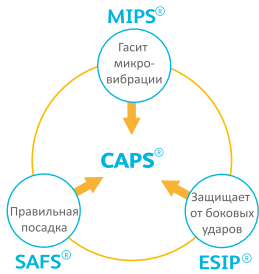 MIPS®
Гасит
микро-
вибрации
CAPS®
Правильная
посадка
SAFS®
Защищает
от боковых
ударов
ESIP®